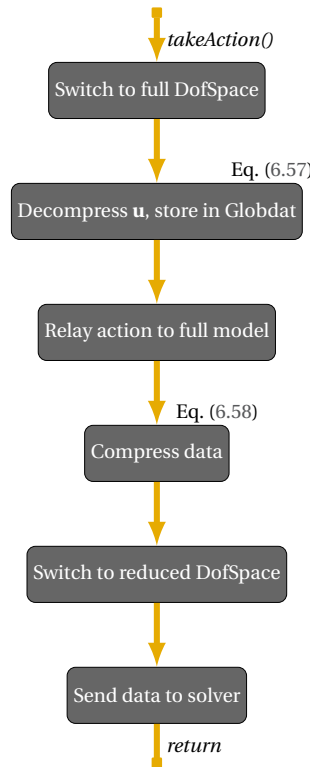 takeAction()
Switch to full DofSpace
Eq. (6.57)
Decompress u, store in Globdat
Relay action to full model
Eq. (6.58)
Compress data
Switch to reduced DofSpace
Send data to solver
return